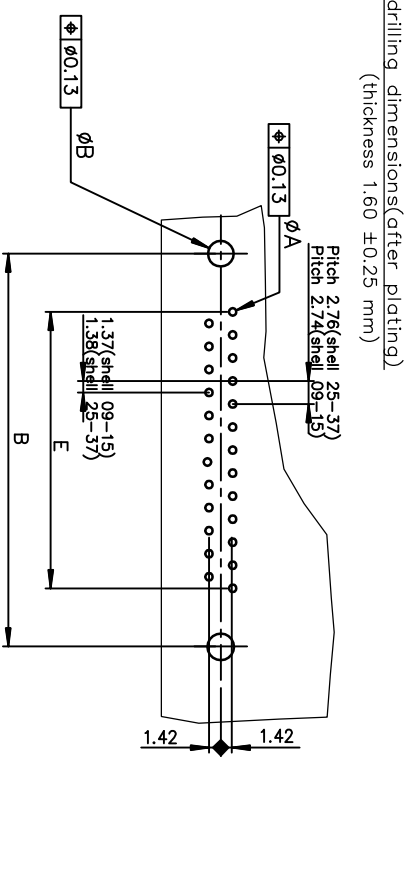 drilling dimensions(after plating)
(thickness 1.60 ±0.25 mm)
Pitch 2.76(shell 25-37)
Pitch 2.74(shell 09-15)
⌖ ø0.13
øA
⌖ ø0.13
øB
1.37(shell 09-15)
1.38(shell 25-37)
E
B
1.42
1.42